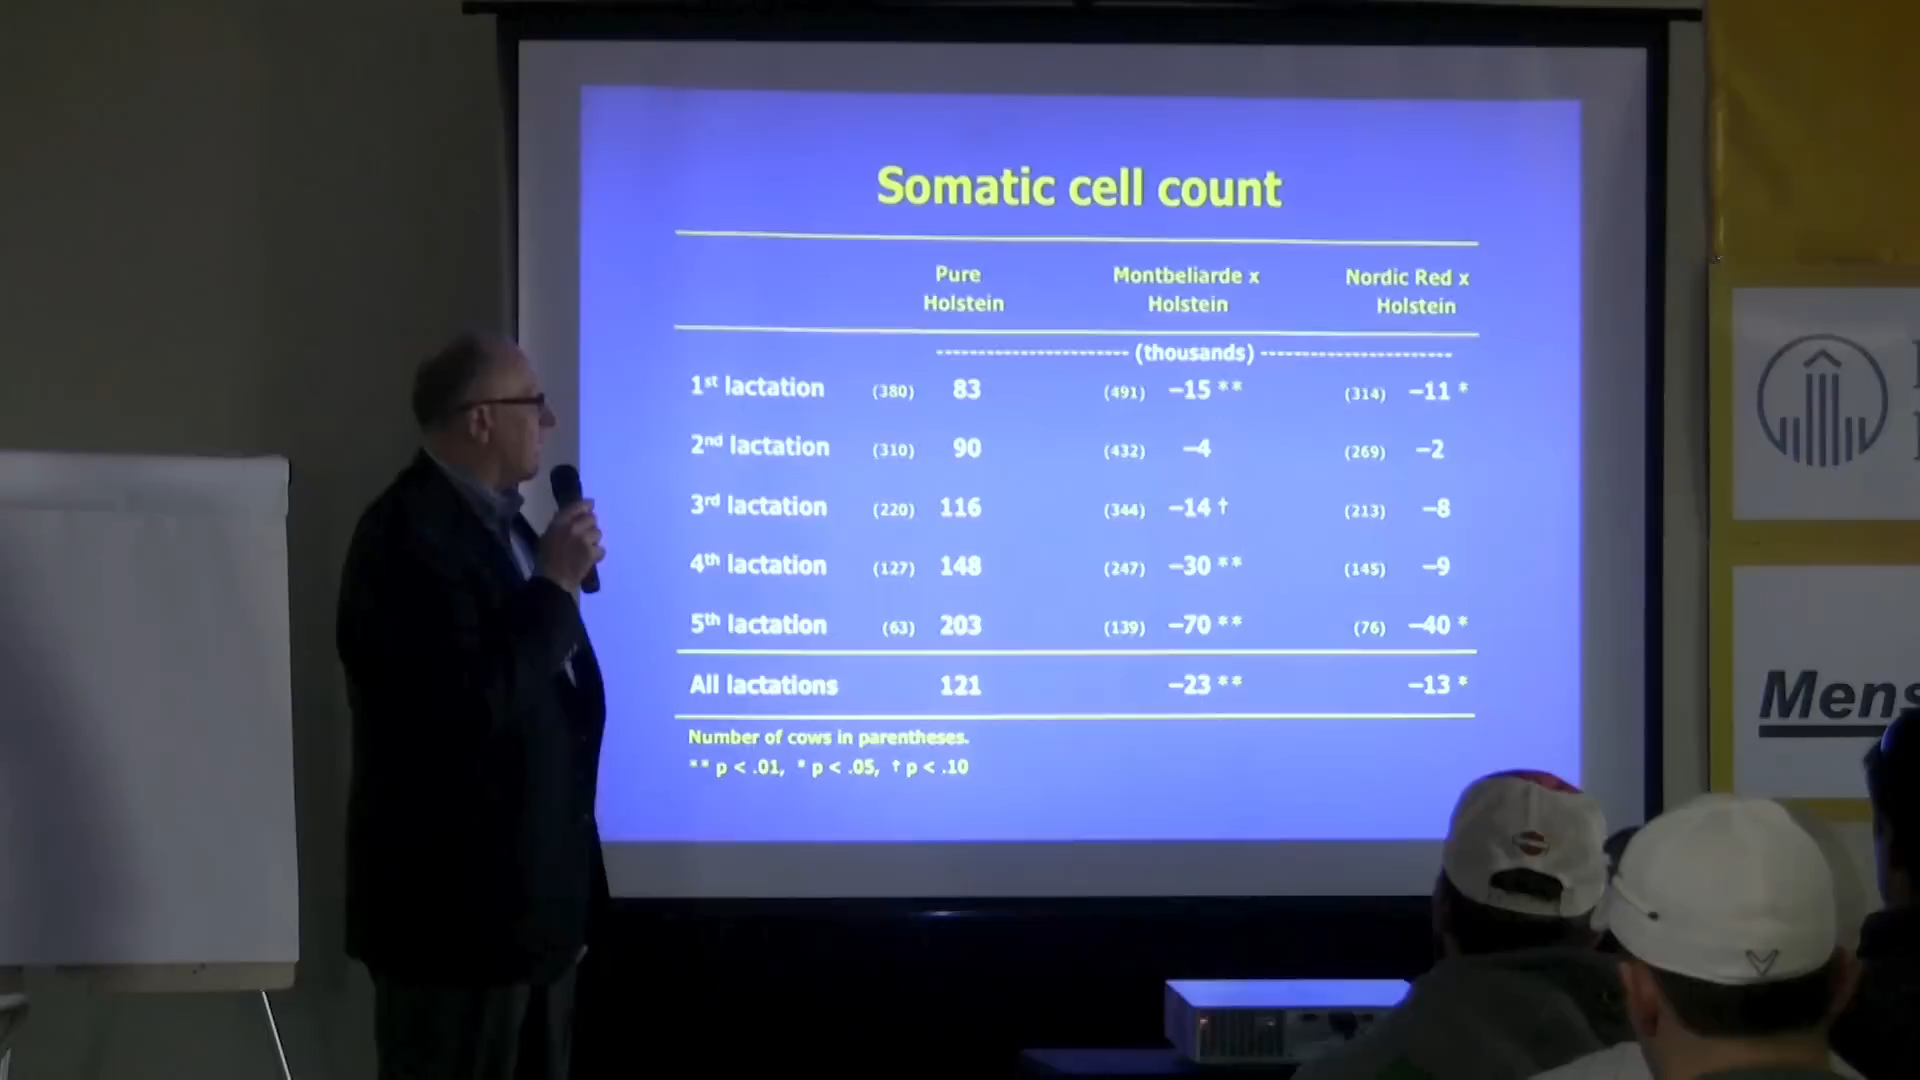 Somatic cell count
Pure Holstein Montbeliarde x Holstein Nordic Red x Holstein
(thousands)
1st lactation (380) 83 (491) –15 ** (314) –11 *
2nd lactation (310) 90 (432) –4 (269) –2
3rd lactation (220) 116 (344) –14 † (213) –8
4th lactation (127) 148 (247) –30 ** (145) –9
5th lactation (63) 203 (139) –70 ** (76) –40 *
All lactations 121 –23 ** –13 *
Number of cows in parentheses.
** p < .01, * p < .05, † p < .10
Mens